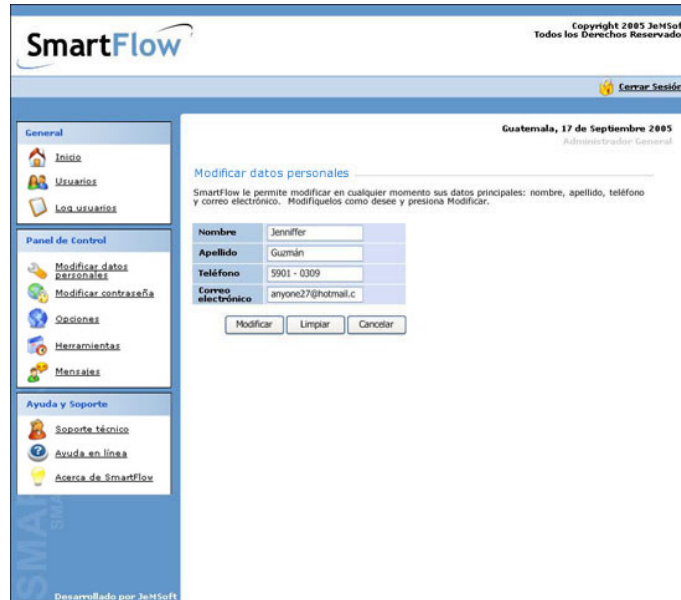 SmartFlow
Copyright 2005 JeMSof
Todos los Derechos Reservado
Cerrar Sesión
General
Inicio
Usuarios
Log usuarios
Panel de Control
Modificar datos
personales
Modificar contraseña
Opciones
Herramientas
Mensajes
Ayuda y Soporte
Soporte técnico
Ayuda en línea
Acerca de SmartFlow
Desarrollado por JeMSoft
Guatemala, 17 de Septiembre 2005
Administrador General
Modificar datos personales
SmartFlow le permite modificar en cualquier momento sus datos principales: nombre, apellido, teléfono
y correo electrónico. Modifíquelos como desee y presiona Modificar.
Nombre Jenniffer
Apellido Guzmán
Teléfono 5901 - 0309
Correo
electrónico anyone27@hotmail.c
Modificar Limpiar Cancelar